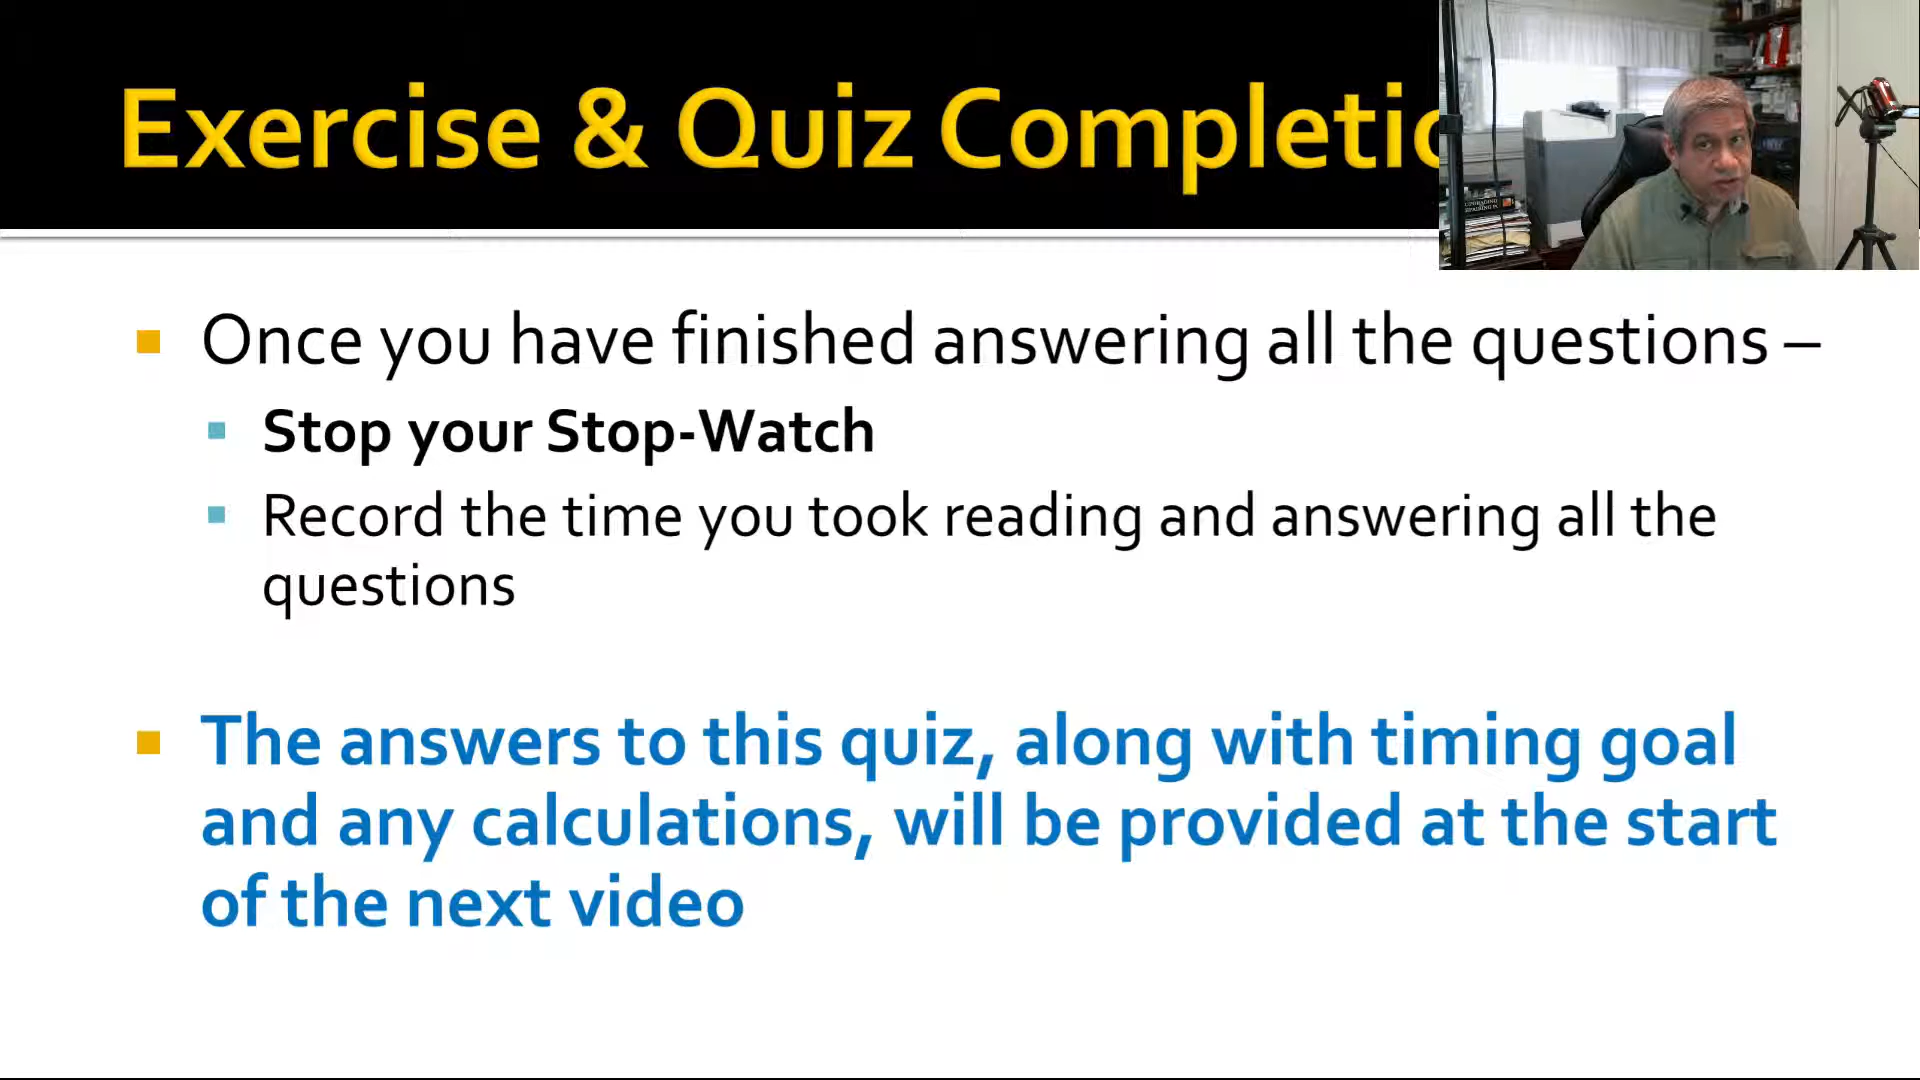 Exercise & Quiz Completio
Once you have finished answering all the questions –
Stop your Stop-Watch
Record the time you took reading and answering all the
questions
The answers to this quiz, along with timing goal
and any calculations, will be provided at the start
of the next video